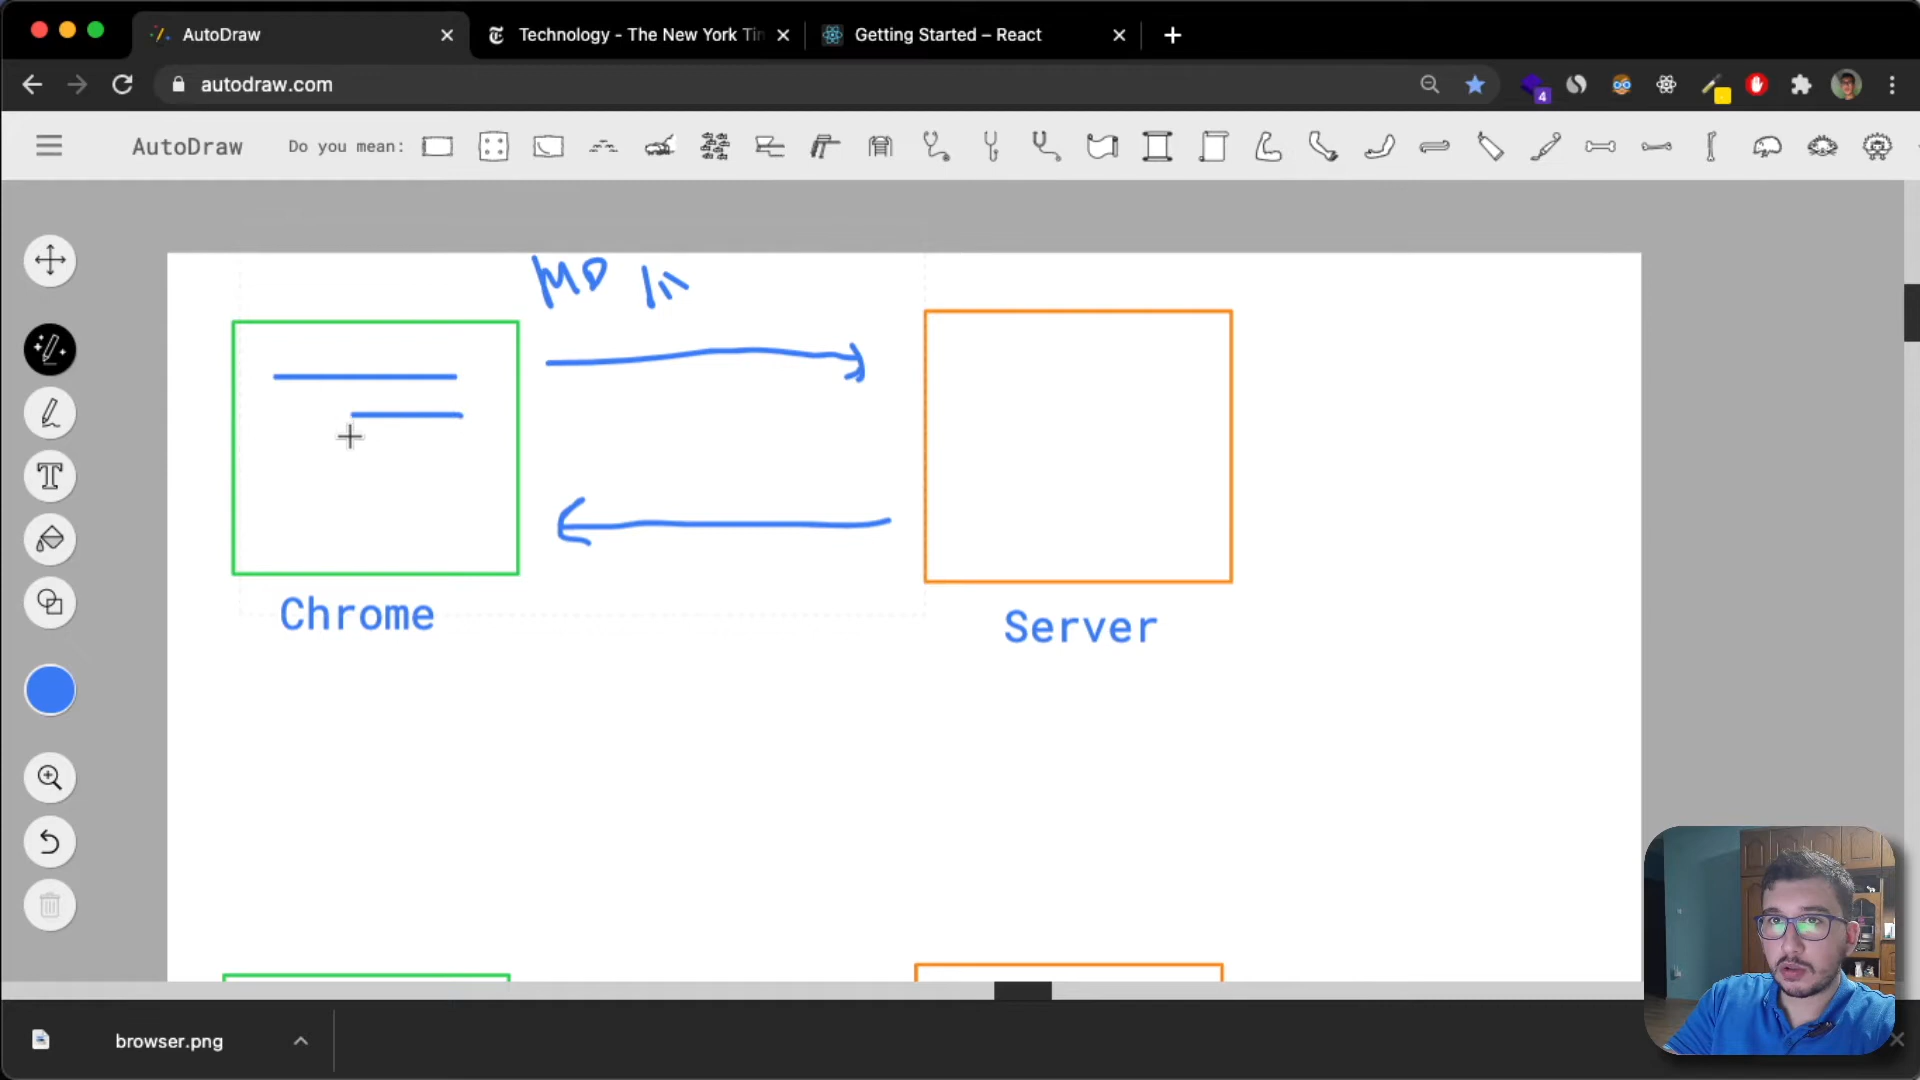 AutoDraw
Technology - The New York Tin
Getting Started – React
autodraw.com
4
AutoDraw
Do you mean:
Chrome
Server
browser.png